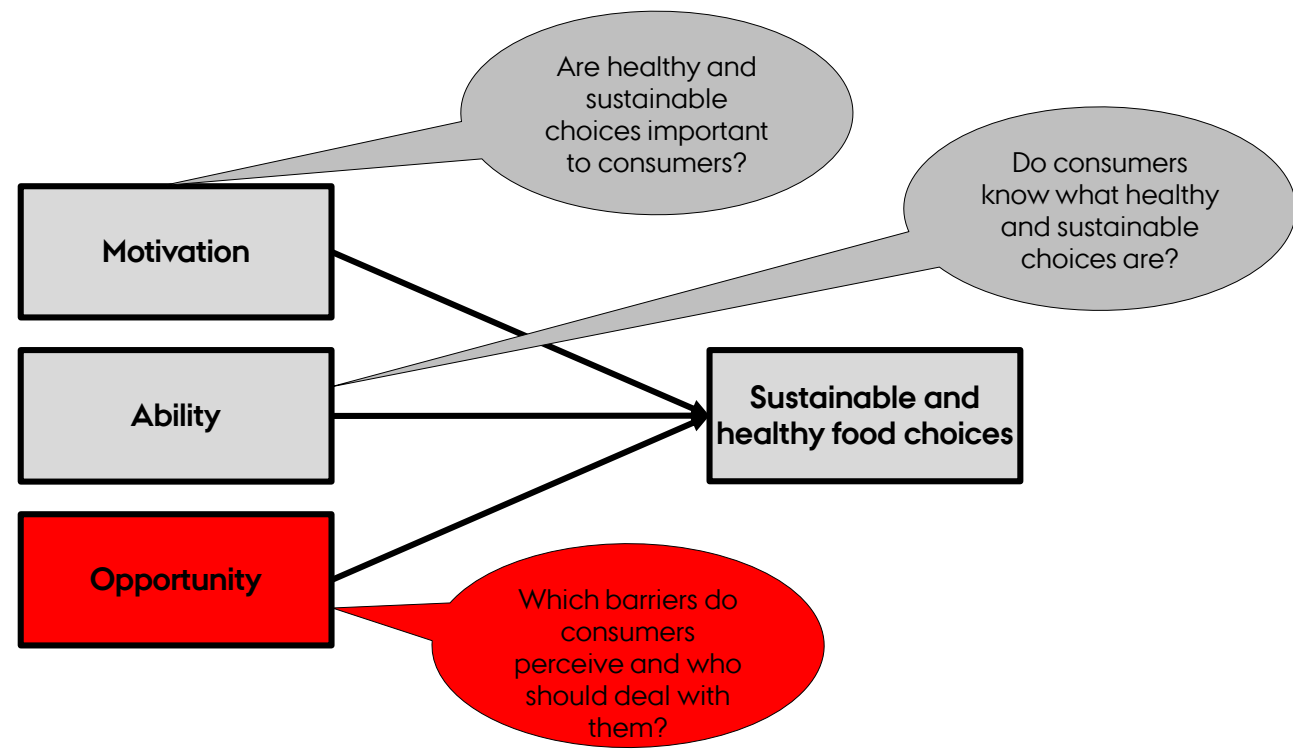 Are healthy and
sustainable
choices important
to consumers?
Do consumers
know what healthy
and sustainable
choices are?
Motivation
Ability
Sustainable and
healthy food choices
Opportunity
Which barriers do
consumers
perceive and who
should deal with
them?